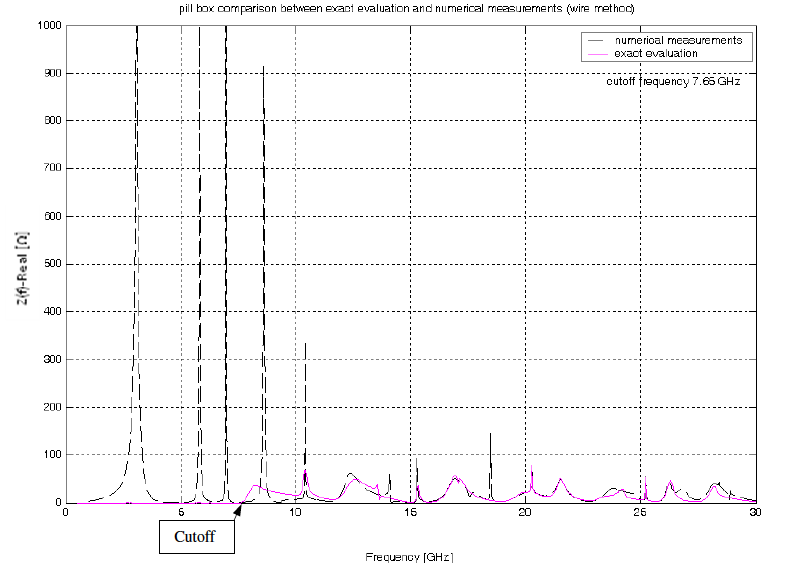 pill box comparison between exact evaluation and numerical measurements (wire method)
numerical measurements
exact evaluation
cutoff frequency 7.65 GHz
Z(f)-Real [Ω]
1000
900
800
700
600
500
400
300
200
100
0
0 5 10 15 20 25 30
Cutoff
Frequency [GHz]